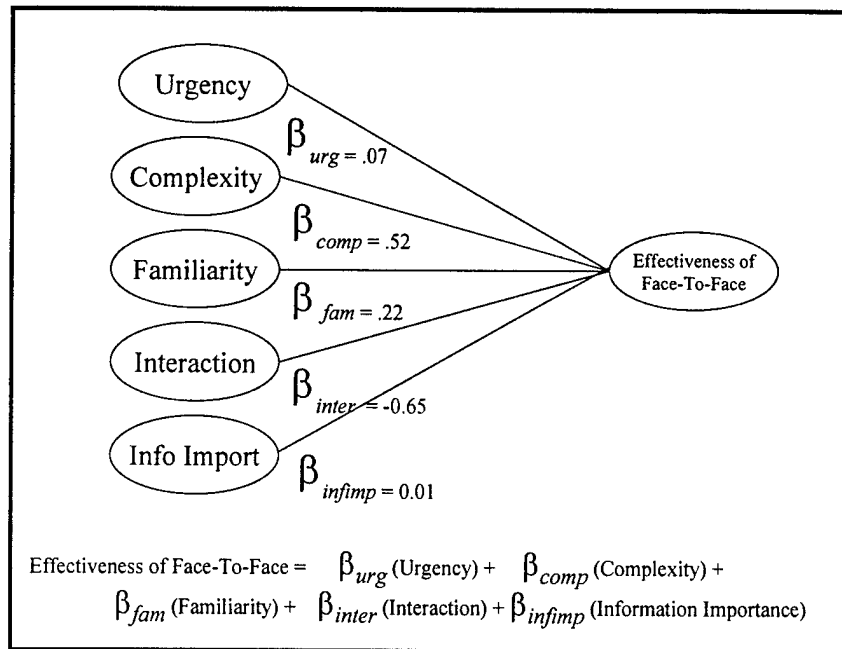 Urgency
β urg = .07
Complexity
β comp = .52
Familiarity
β fam = .22
Interaction
β inter = -0.65
Info Import
β infimp = 0.01
Effectiveness of
Face-To-Face
Effectiveness of Face-To-Face = β urg (Urgency) + β comp (Complexity) +
β fam (Familiarity) + β inter (Interaction) + β infimp (Information Importance)